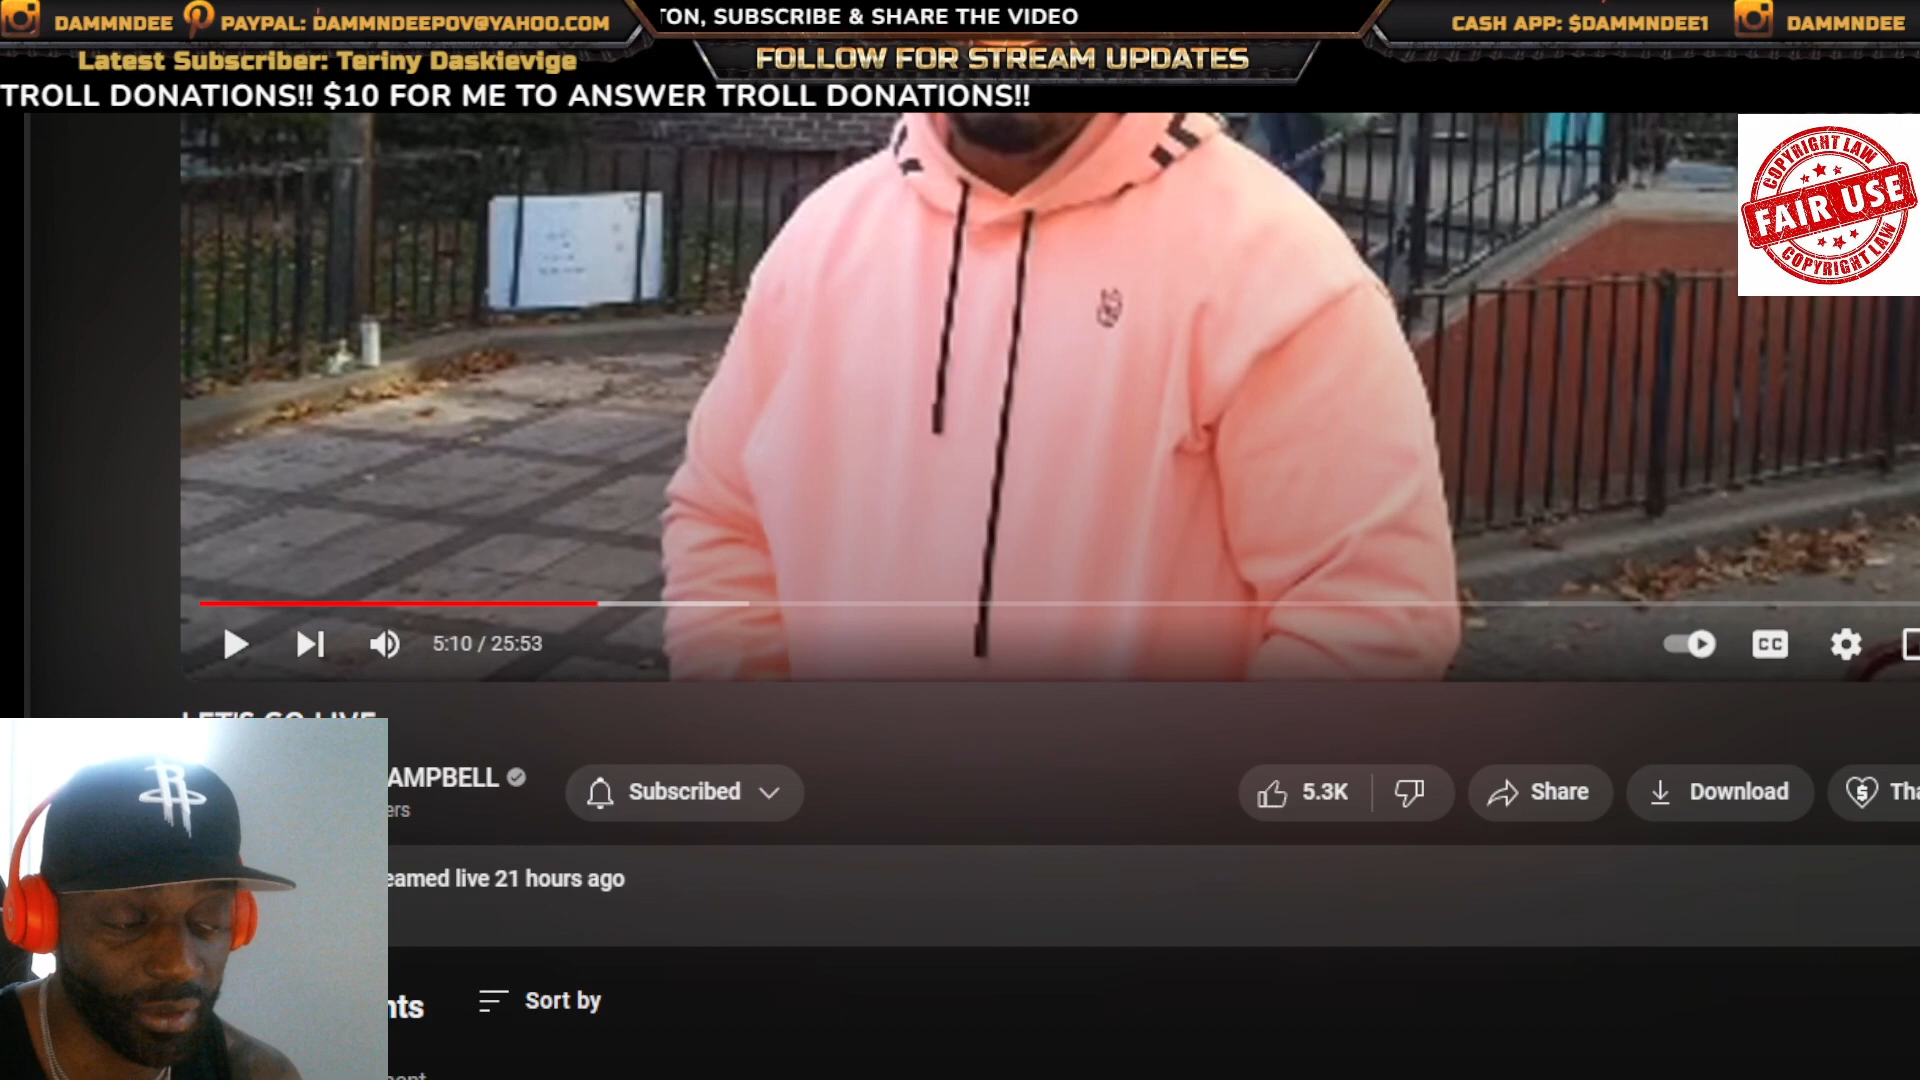 DAMMNDEE
PAYPAL: DAMMNDEEPOV@YAHOO.COM
TON, SUBSCRIBE & SHARE THE VIDEO
CASH APP: $DAMMNDEE1
DAMMNDEE
Latest Subscriber: Teriny Daskievige
FOLLOW FOR STREAM UPDATES
TROLL DONATIONS!! $10 FOR ME TO ANSWER TROLL DONATIONS!!
COPYRIGHT LAW
FAIR USE
COPYRIGHT LAW
5:10 / 25:53
CC
LET'S GO LIVE
AMPBELL
Subscribed
5.3K
Share
Download
Tha
ers
eamed live 21 hours ago
nts
Sort by